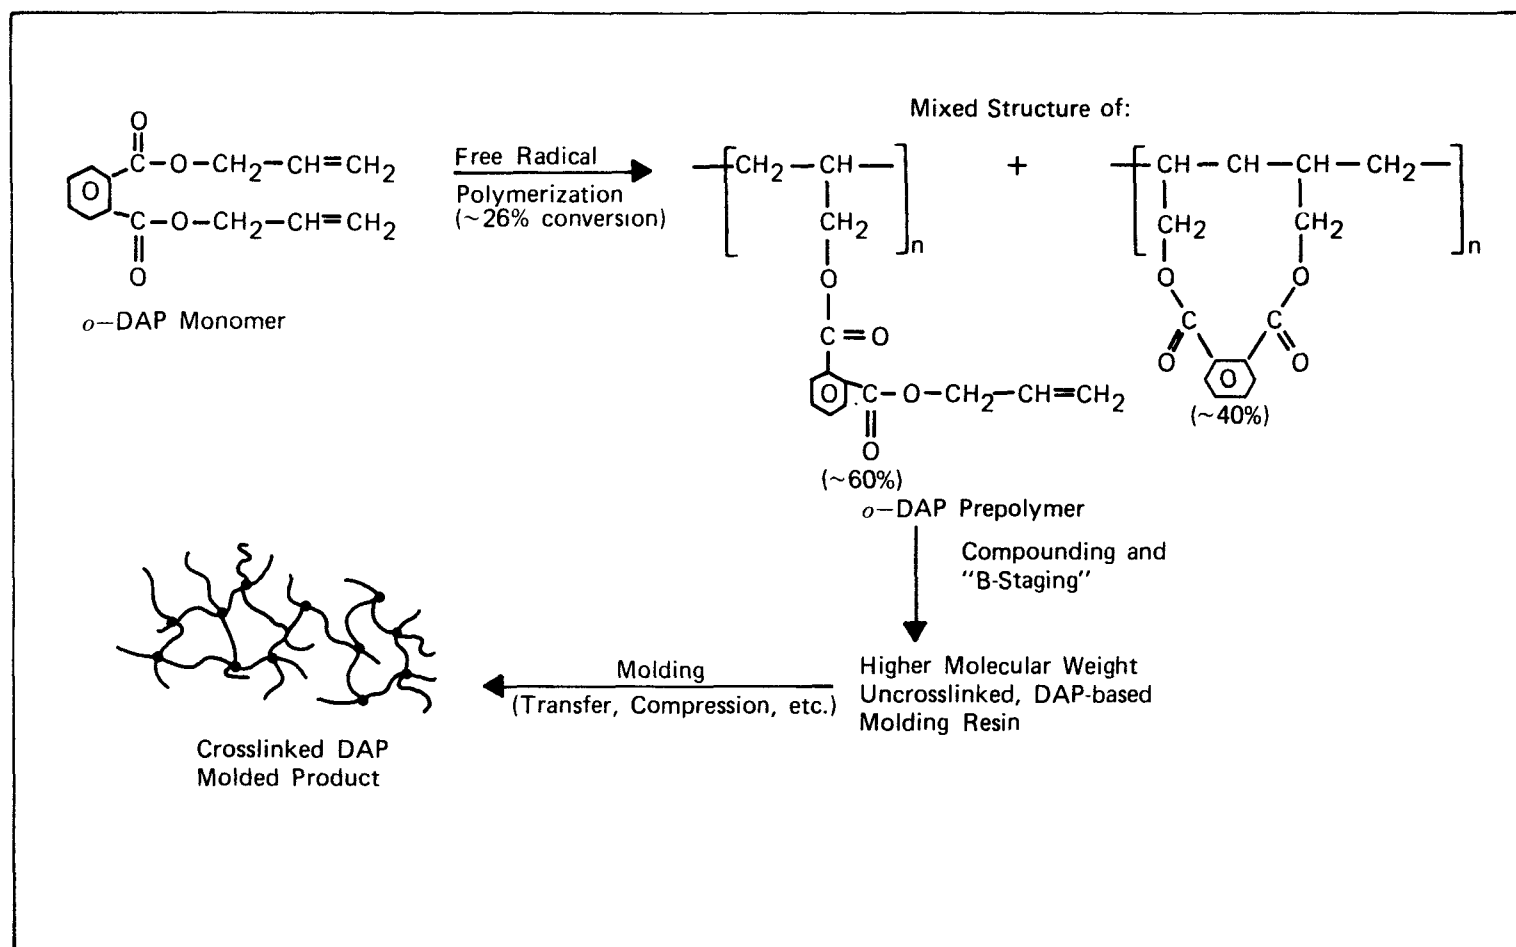 Mixed Structure of:
O
C—O—CH2—CH=CH2
O
C—O—CH2—CH=CH2
O
o—DAP Monomer
Free Radical
Polymerization
(~26% conversion)
CH2—CH
CH2
n
O
C=O
O
C—O—CH2—CH=CH2
O
(~60%)
+
CH—CH—CH—CH2
CH2 CH2
n
O O
C C
O O
O
(~40%)
o—DAP Prepolymer
Compounding and
"B-Staging"
Higher Molecular Weight
Uncrosslinked, DAP-based
Molding Resin
Molding
(Transfer, Compression, etc.)
Crosslinked DAP
Molded Product